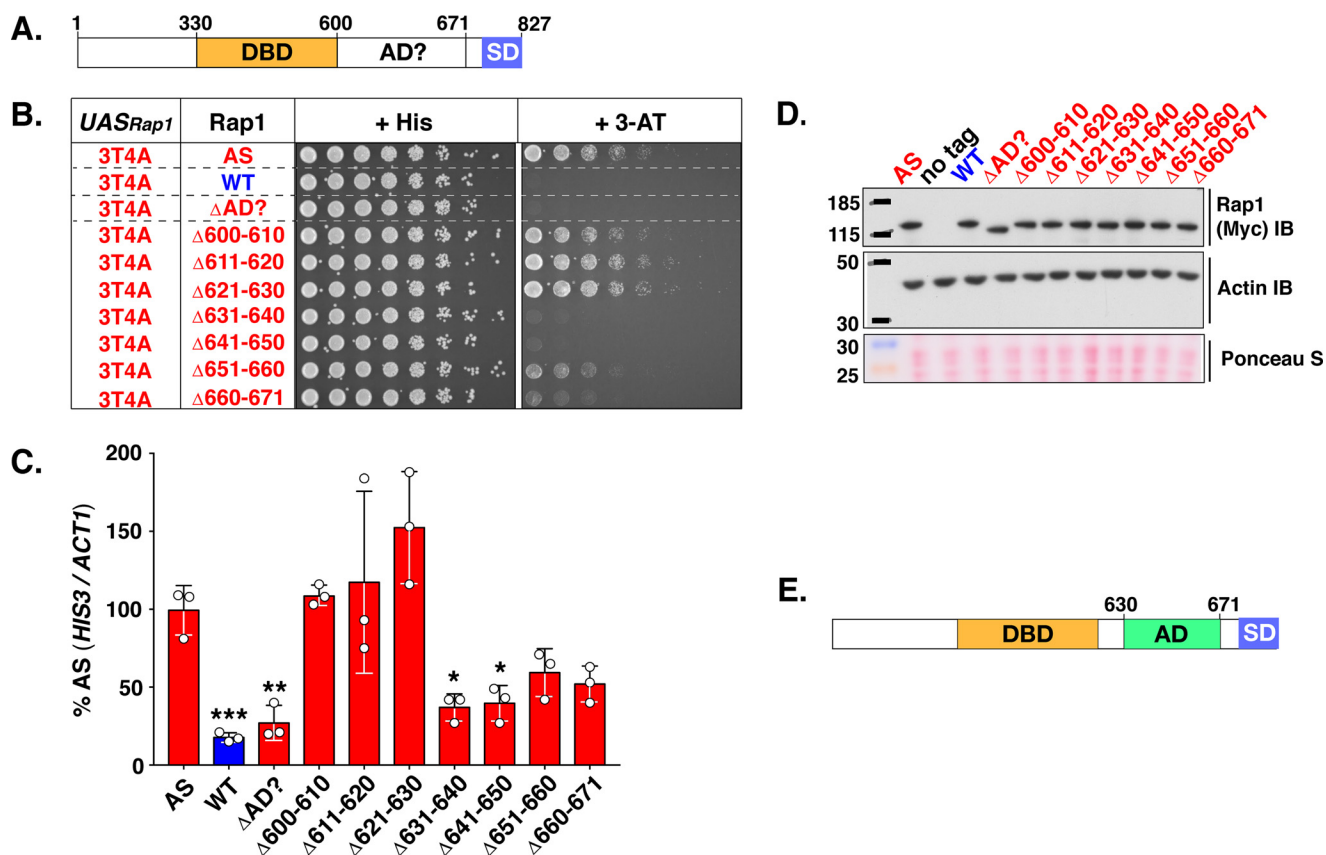 A.
1 330 600 671 827
DBD AD? SD
B.
UASRap1 Rap1 + His + 3-AT
3T4A AS
3T4A WT
3T4A ΔAD?
3T4A Δ600-610
3T4A Δ611-620
3T4A Δ621-630
3T4A Δ631-640
3T4A Δ641-650
3T4A Δ651-660
3T4A Δ660-671
C.
% AS (HIS3 / ACT1)
200
150
100
50
0
*** ** * *
AS WT ΔAD? Δ600-610 Δ611-620 Δ621-630 Δ631-640 Δ641-650 Δ651-660 Δ660-671
D.
AS no tag WT ΔAD? Δ600-610 Δ611-620 Δ621-630 Δ631-640 Δ641-650 Δ651-660 Δ660-671
185
115
Rap1
(Myc) IB
50
30
Actin IB
30
25
Ponceau S
E.
630 671
DBD AD SD